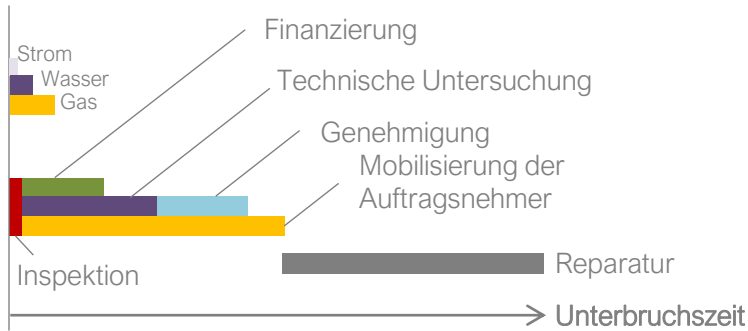 Finanzierung
Strom
Wasser
Technische Untersuchung
Gas
Genehmigung
Mobilisierung der
Auftragsnehmer
Inspektion
Reparatur
Unterbruchszeit